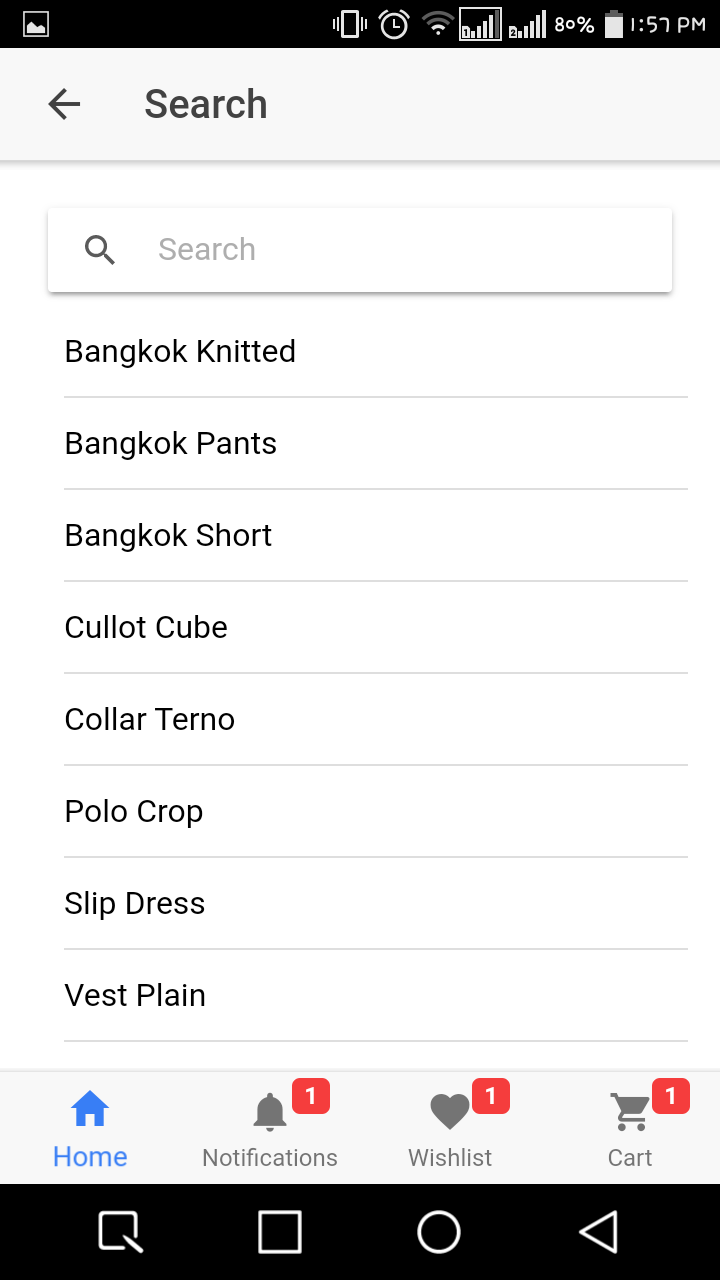 80% 1:57 PM
Search
Search
Bangkok Knitted
Bangkok Pants
Bangkok Short
Cullot Cube
Collar Terno
Polo Crop
Slip Dress
Vest Plain
1 1 1
Home Notifications Wishlist Cart